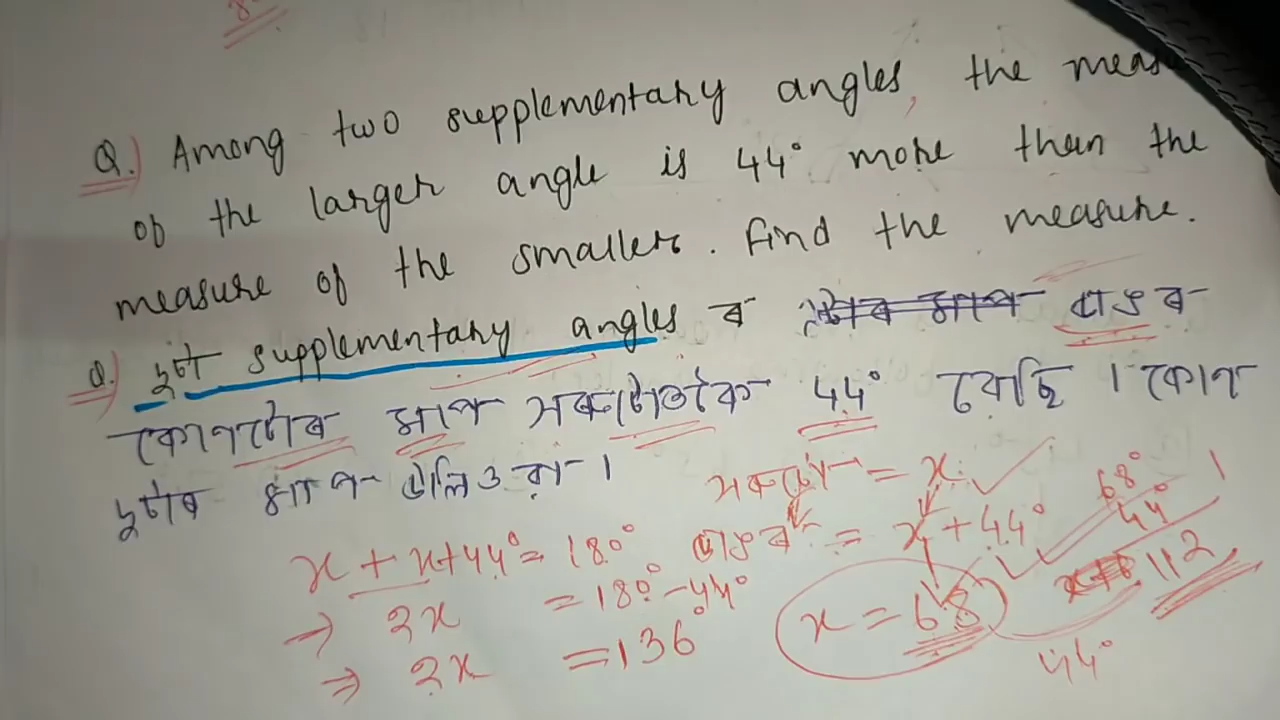 Q.) Among two supplementary angles, the meas
of the larger angle is 44° more than the
measure of the smaller. Find the measure.
Q.) দুটা supplementary angles ৰ ডাঙৰ
কোণটোৰ মাপ সৰুটোতকৈ 44° বেছি । কোণ
দুটাৰ মাপ উলিওৱা ।
= x
x + x + 44° = 180° ডাঙৰ = x + 44°
68°
44°
112
⇒ 2x = 180° - 44°
x = 68
⇒ 2x = 136°
44°